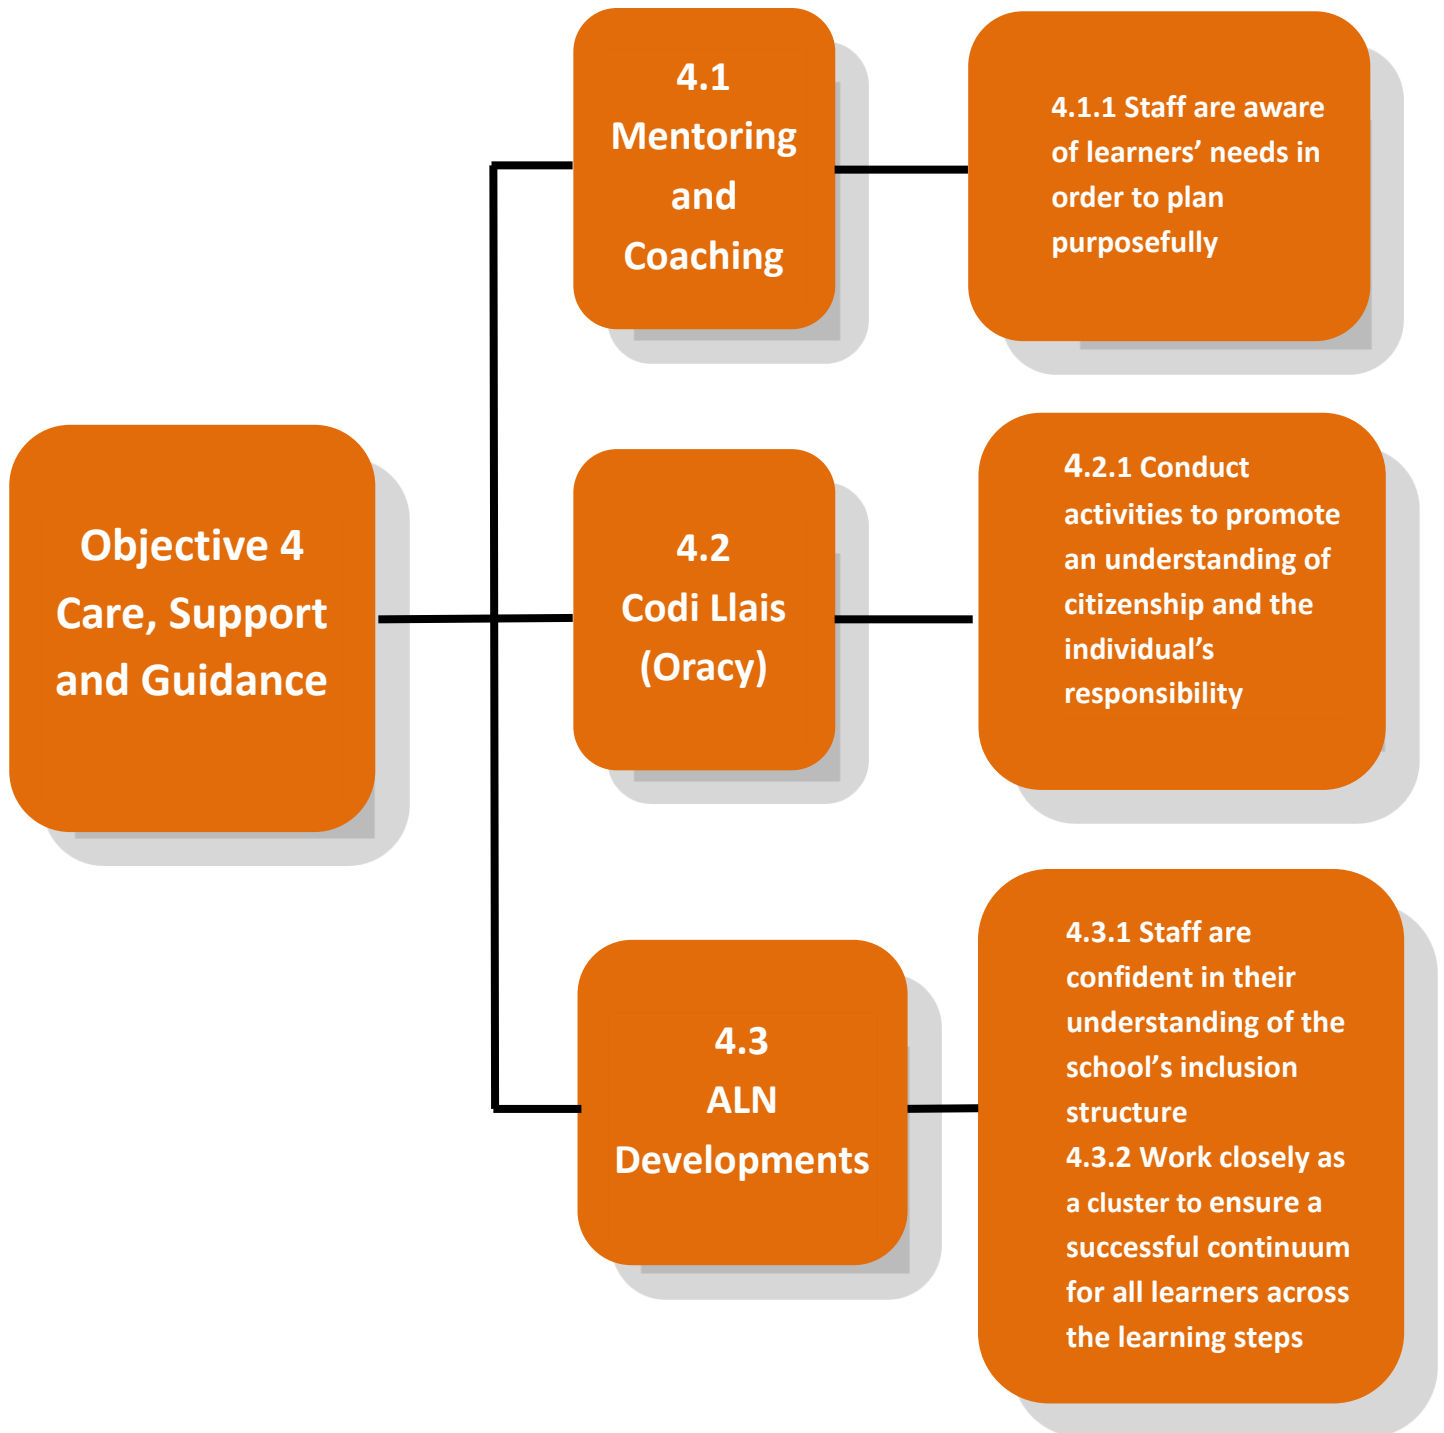 Objective 4
Care, Support
and Guidance
4.1
Mentoring
and
Coaching
4.1.1 Staff are aware
of learners’ needs in
order to plan
purposefully
4.2
Codi Llais
(Oracy)
4.2.1 Conduct
activities to promote
an understanding of
citizenship and the
individual’s
responsibility
4.3
ALN
Developments
4.3.1 Staff are
confident in their
understanding of the
school’s inclusion
structure
4.3.2 Work closely as
a cluster to ensure a
successful continuum
for all learners across
the learning steps